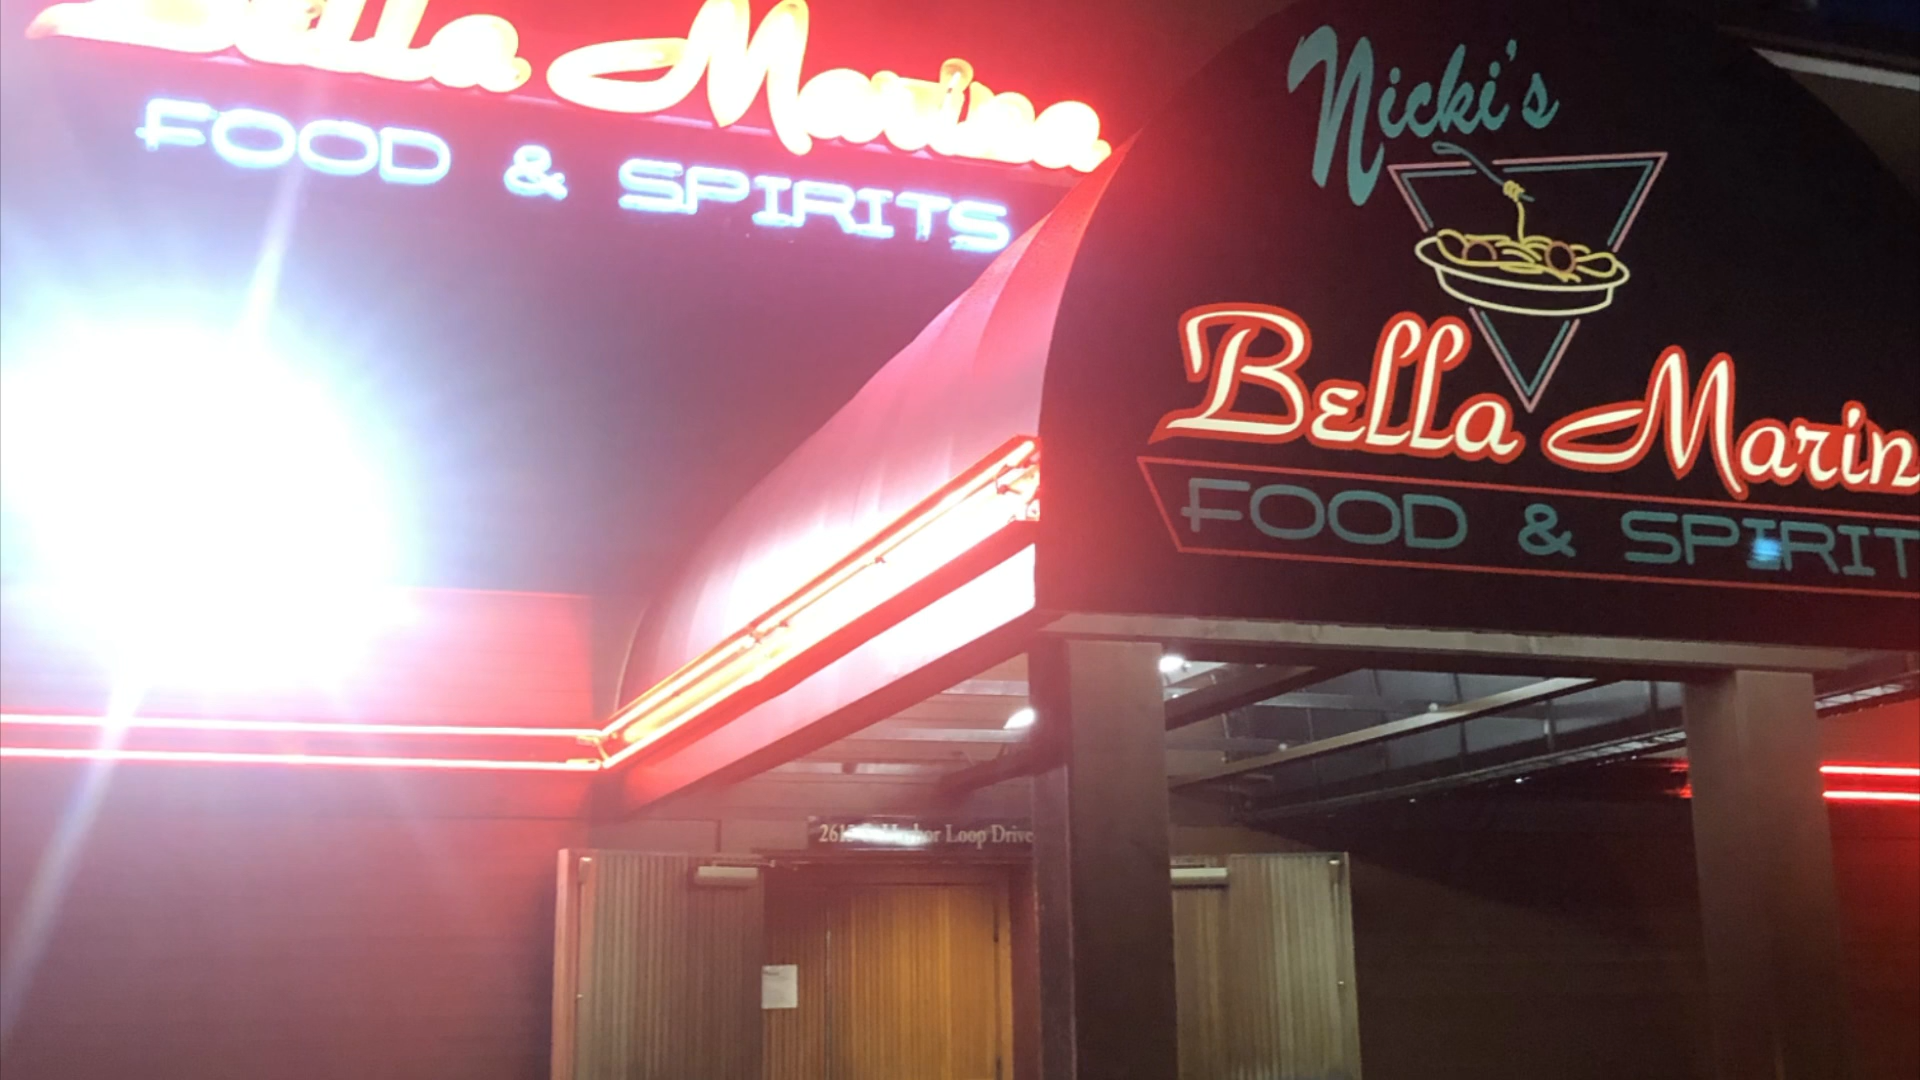 Bella Marina
FOOD & SPIRITS
Nicki's
Bella Marin
FOOD & SPIRIT
Loop Drive